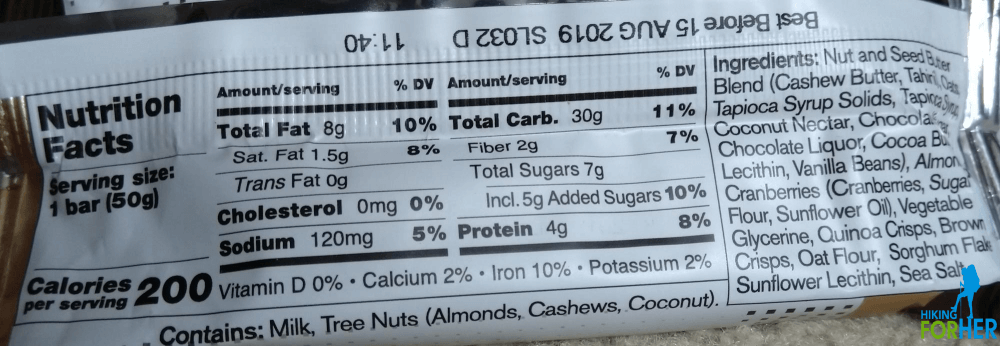 Best Before 15 AUG 2019 SL032 D 11:40
Nutrition
Facts
Serving size:
1 bar (50g)
Calories 200
per serving
Amount/serving % DV
Total Fat 8g 10%
Sat. Fat 1.5g 8%
Trans Fat 0g
Cholesterol 0mg 0%
Sodium 120mg 5%
Amount/serving % DV
Total Carb. 30g 11%
Fiber 2g 7%
Total Sugars 7g
Incl. 5g Added Sugars 10%
Protein 4g 8%
Vitamin D 0% • Calcium 2% • Iron 10% • Potassium 2%
Contains: Milk, Tree Nuts (Almonds, Cashews, Coconut).
Ingredients: Nut and Seed
Blend (Cashew Butter, Tahini,
Tapioca Syrup Solids, Tapioca
Coconut Nectar,
Chocolate Liquor, Cocoa
Lecithin, Vanilla Beans),
Cranberries (Cranberries, Sugar
Flour, Sunflower Oil), Vegetable
Glycerine, Quinoa Crisps, Brown
Crisps, Oat Flour, Sorghum
Sunflower Lecithin, Sea Salt
HIKING
FOR HER